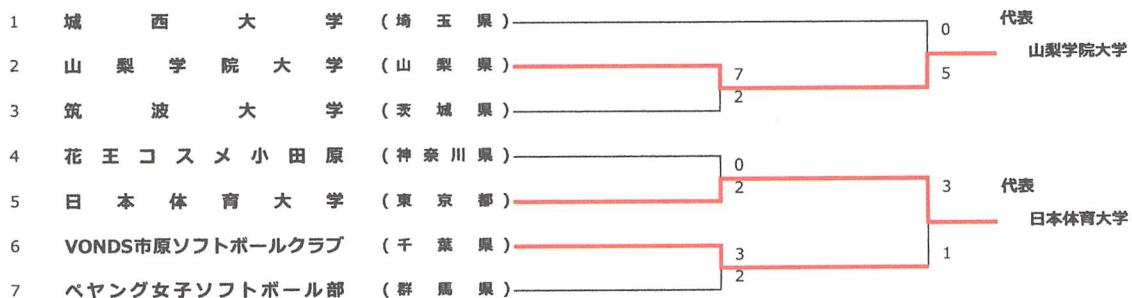 1 城西大学 (埼玉県) 0 代表
山梨学院大学
2 山梨学院大学 (山梨県) 7 5
3 筑波大学 (茨城県) 2
4 花王コスメ小田原 (神奈川県) 0
5 日本体育大学 (東京都) 2 3 代表
日本体育大学
6 VONDS市原ソフトボールクラブ (千葉県) 3 1
7 ペヤング女子ソフトボール部 (群馬県) 2